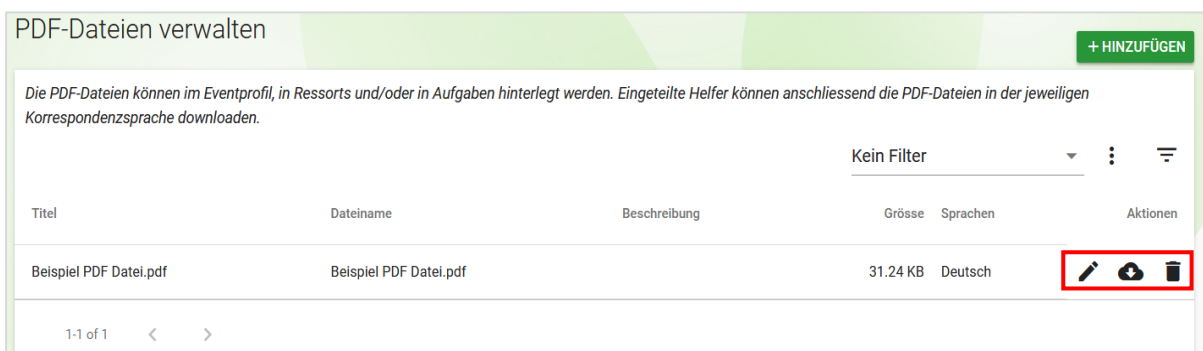 PDF-Dateien verwalten
+ HINZUFÜGEN
Die PDF-Dateien können im Eventprofil, in Ressorts und/oder in Aufgaben hinterlegt werden. Eingeteilte Helfer können anschliessend die PDF-Dateien in der jeweiligen
Korrespondenzsprache downloaden.
Kein Filter
Titel Dateiname Beschreibung Grösse Sprachen Aktionen
Beispiel PDF Datei.pdf Beispiel PDF Datei.pdf 31.24 KB Deutsch
1-1 of 1